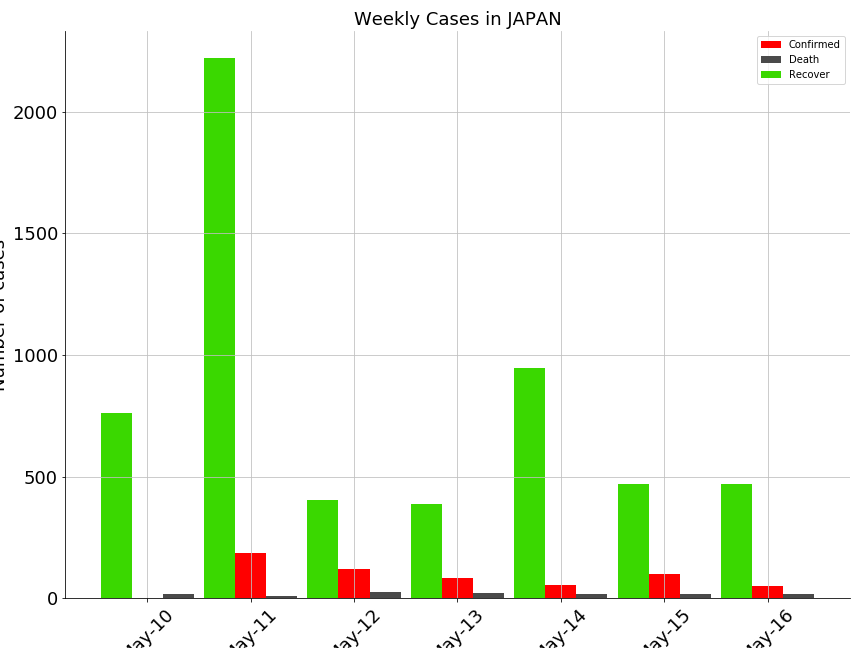 Weekly Cases in JAPAN
Confirmed
Death
Recover
2000
1500
1000
500
0
Number of cases
May-10
May-11
May-12
May-13
May-14
May-15
May-16